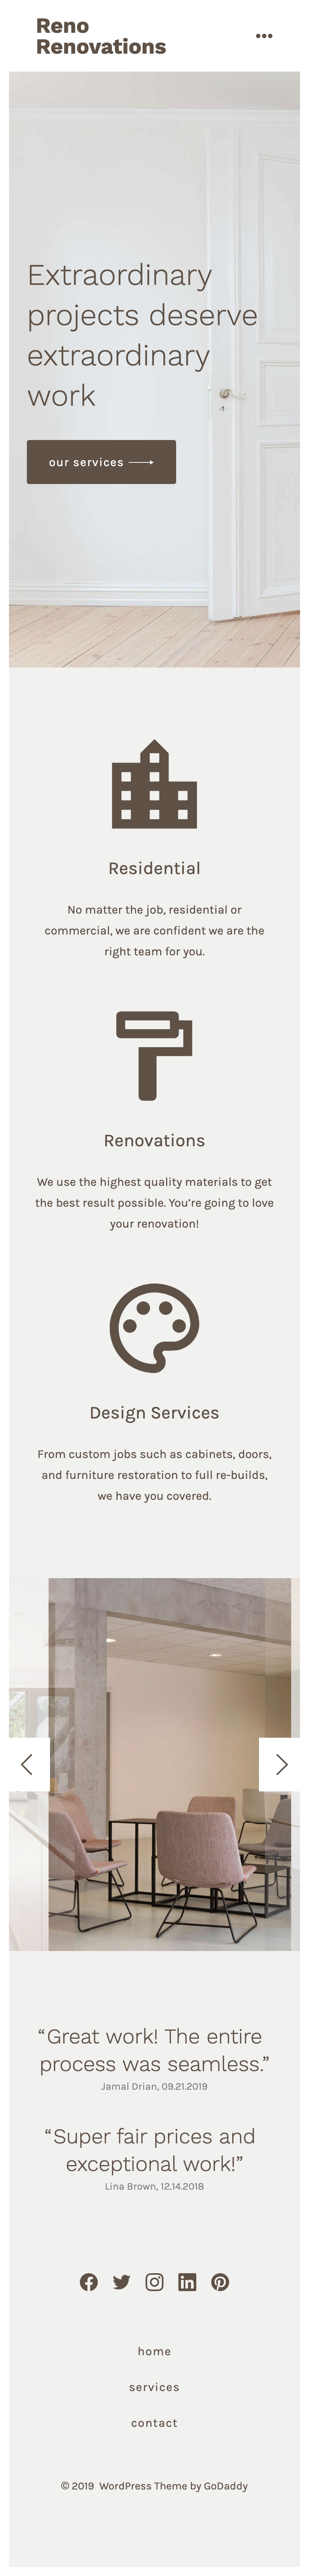 Reno
Renovations
Extraordinary
projects deserve
extraordinary
work
our services
Residential
No matter the job, residential or
commercial, we are confident we are the
right team for you.
Renovations
We use the highest quality materials to get
the best result possible. You’re going to love
your renovation!
Design Services
From custom jobs such as cabinets, doors,
and furniture restoration to full re-builds,
we have you covered.
“Great work! The entire
process was seamless.”
Jamal Drian, 09.21.2019
“Super fair prices and
exceptional work!”
Lina Brown, 12.14.2018
home
services
contact
© 2019 WordPress Theme by GoDaddy